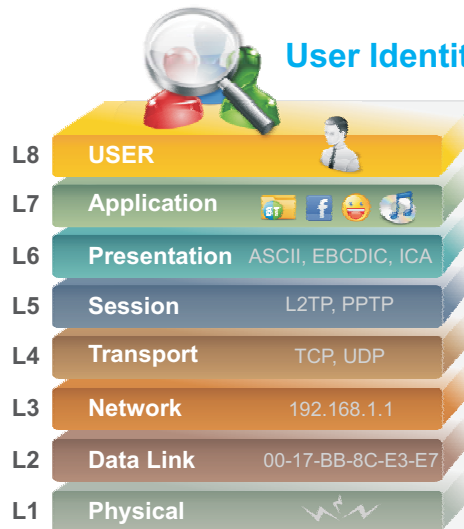 User Identit
L8 USER
L7 Application BT f
L6 Presentation ASCII, EBCDIC, ICA
L5 Session L2TP, PPTP
L4 Transport TCP, UDP
L3 Network 192.168.1.1
L2 Data Link 00-17-BB-8C-E3-E7
L1 Physical